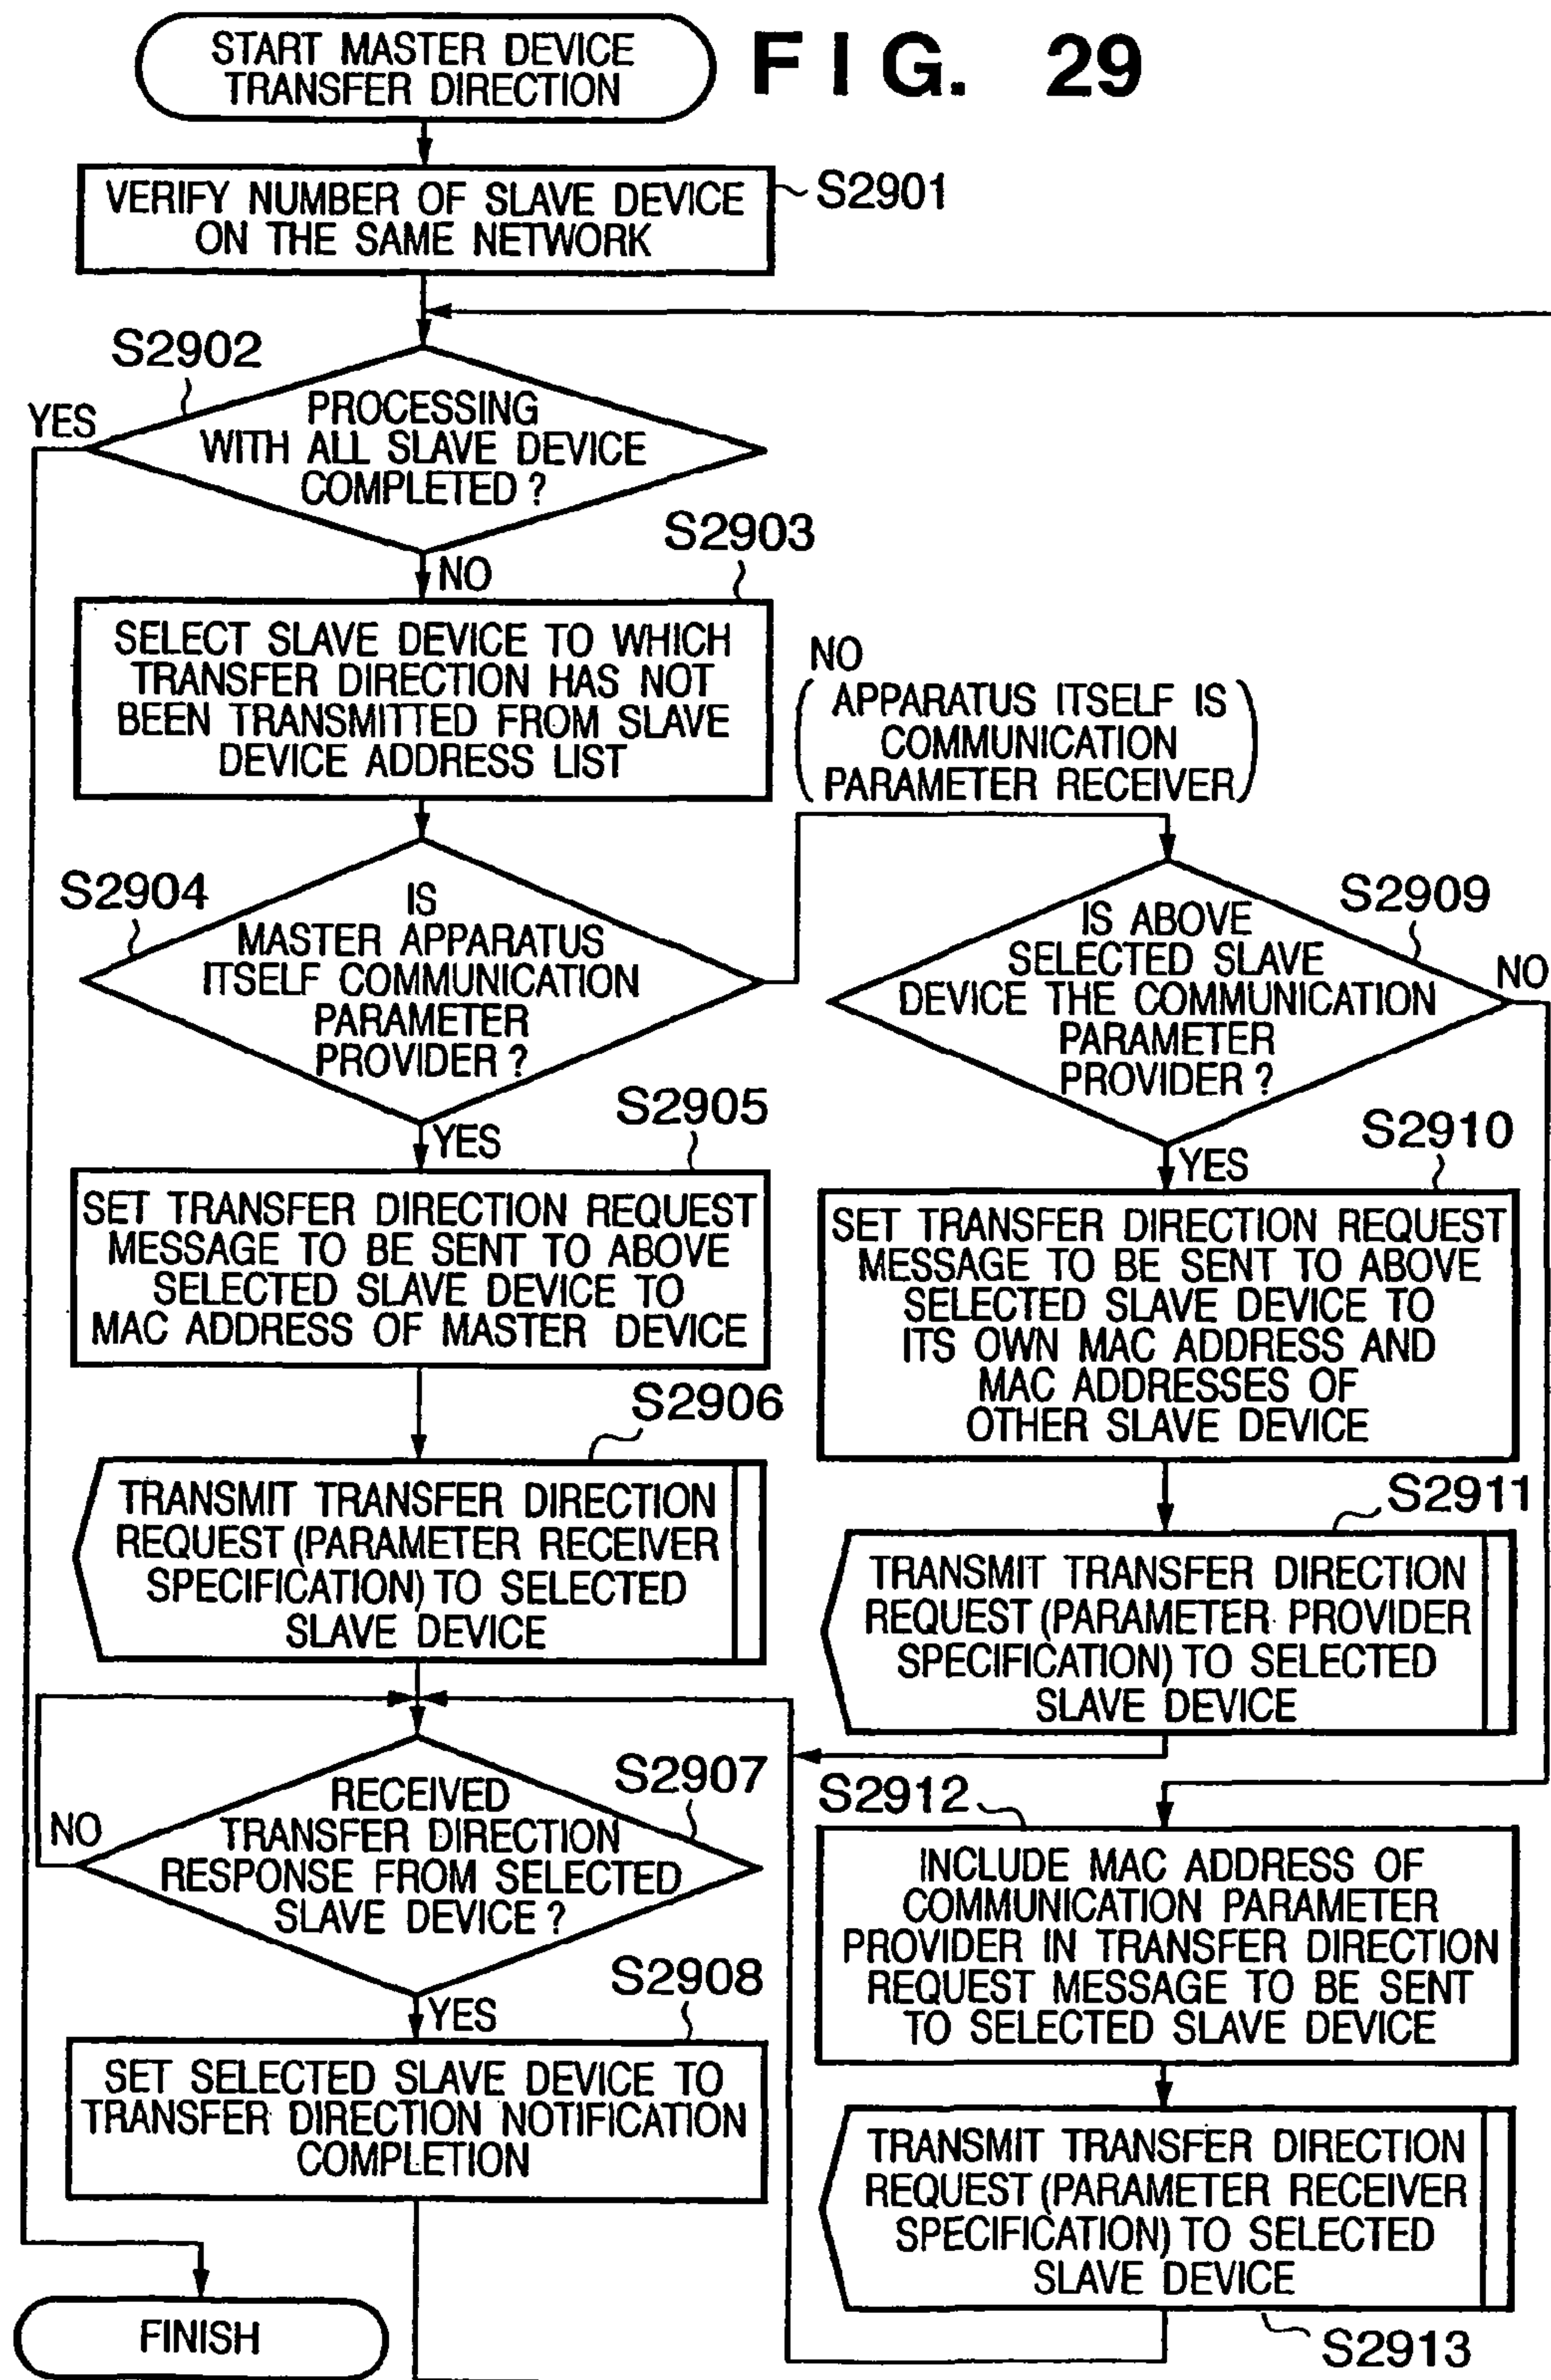 START MASTER DEVICE
TRANSFER DIRECTION
FIG. 29
VERIFY NUMBER OF SLAVE DEVICE
ON THE SAME NETWORK
S2901
S2902
YES
PROCESSING
WITH ALL SLAVE DEVICE
COMPLETED ?
NO
S2903
SELECT SLAVE DEVICE TO WHICH
TRANSFER DIRECTION HAS NOT
BEEN TRANSMITTED FROM SLAVE
DEVICE ADDRESS LIST
NO
( APPARATUS ITSELF IS
COMMUNICATION
PARAMETER RECEIVER )
S2904
IS
MASTER APPARATUS
ITSELF COMMUNICATION
PARAMETER
PROVIDER ?
YES
S2905
SET TRANSFER DIRECTION REQUEST
MESSAGE TO BE SENT TO ABOVE
SELECTED SLAVE DEVICE TO
MAC ADDRESS OF MASTER DEVICE
S2906
TRANSMIT TRANSFER DIRECTION
REQUEST (PARAMETER RECEIVER
SPECIFICATION) TO SELECTED
SLAVE DEVICE
S2907
NO
RECEIVED
TRANSFER DIRECTION
RESPONSE FROM SELECTED
SLAVE DEVICE ?
YES
S2908
SET SELECTED SLAVE DEVICE TO
TRANSFER DIRECTION NOTIFICATION
COMPLETION
FINISH
S2909
IS ABOVE
SELECTED SLAVE
DEVICE THE COMMUNICATION
PARAMETER
PROVIDER ?
NO
YES
S2910
SET TRANSFER DIRECTION REQUEST
MESSAGE TO BE SENT TO ABOVE
SELECTED SLAVE DEVICE TO
ITS OWN MAC ADDRESS AND
MAC ADDRESSES OF
OTHER SLAVE DEVICE
S2911
TRANSMIT TRANSFER DIRECTION
REQUEST (PARAMETER PROVIDER
SPECIFICATION) TO SELECTED
SLAVE DEVICE
S2912
INCLUDE MAC ADDRESS OF
COMMUNICATION PARAMETER
PROVIDER IN TRANSFER DIRECTION
REQUEST MESSAGE TO BE SENT
TO SELECTED SLAVE DEVICE
TRANSMIT TRANSFER DIRECTION
REQUEST (PARAMETER RECEIVER
SPECIFICATION) TO SELECTED
SLAVE DEVICE
S2913